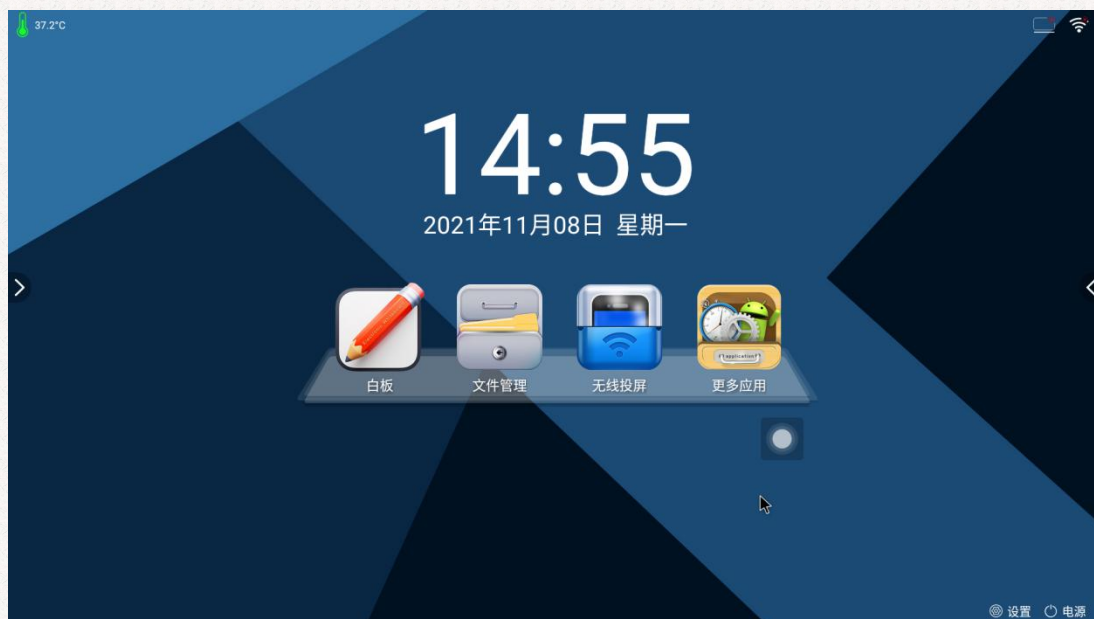 37.2°C
14:55
2021年11月08日 星期一
白板
文件管理
无线投屏
更多应用
设置
电源